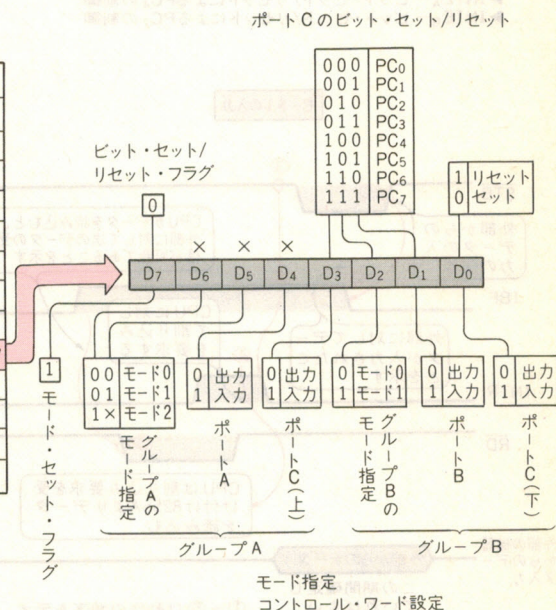 ポートCのビット・セット/リセット
000 PC₀
001 PC₁
010 PC₂
011 PC₃
100 PC₄
101 PC₅
110 PC₆
111 PC₇
ビット・セット/
リセット・フラグ
0
1 リセット
0 セット
× × ×
D₇ D₆ D₅ D₄ D₃ D₂ D₁ D₀
1
モード・セット・フラグ
00 モード0
01 モード1
1× モード2
グループAの
モード指定
0 出力
1 入力
ポートA
0 出力
1 入力
ポートC(上)
0 モード0
1 モード1
グループBの
モード指定
0 出力
1 入力
ポートB
0 出力
1 入力
ポートC(下)
グループA
グループB
モード指定
コントロール・ワード設定